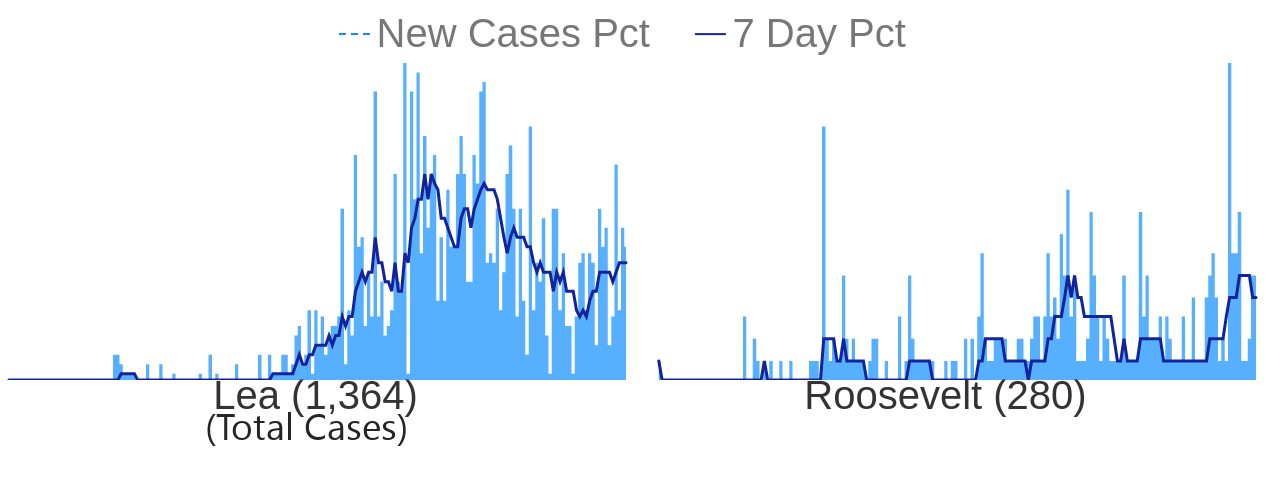 New Cases Pct 7 Day Pct
Lea (1,364)
(Total Cases)
Roosevelt (280)